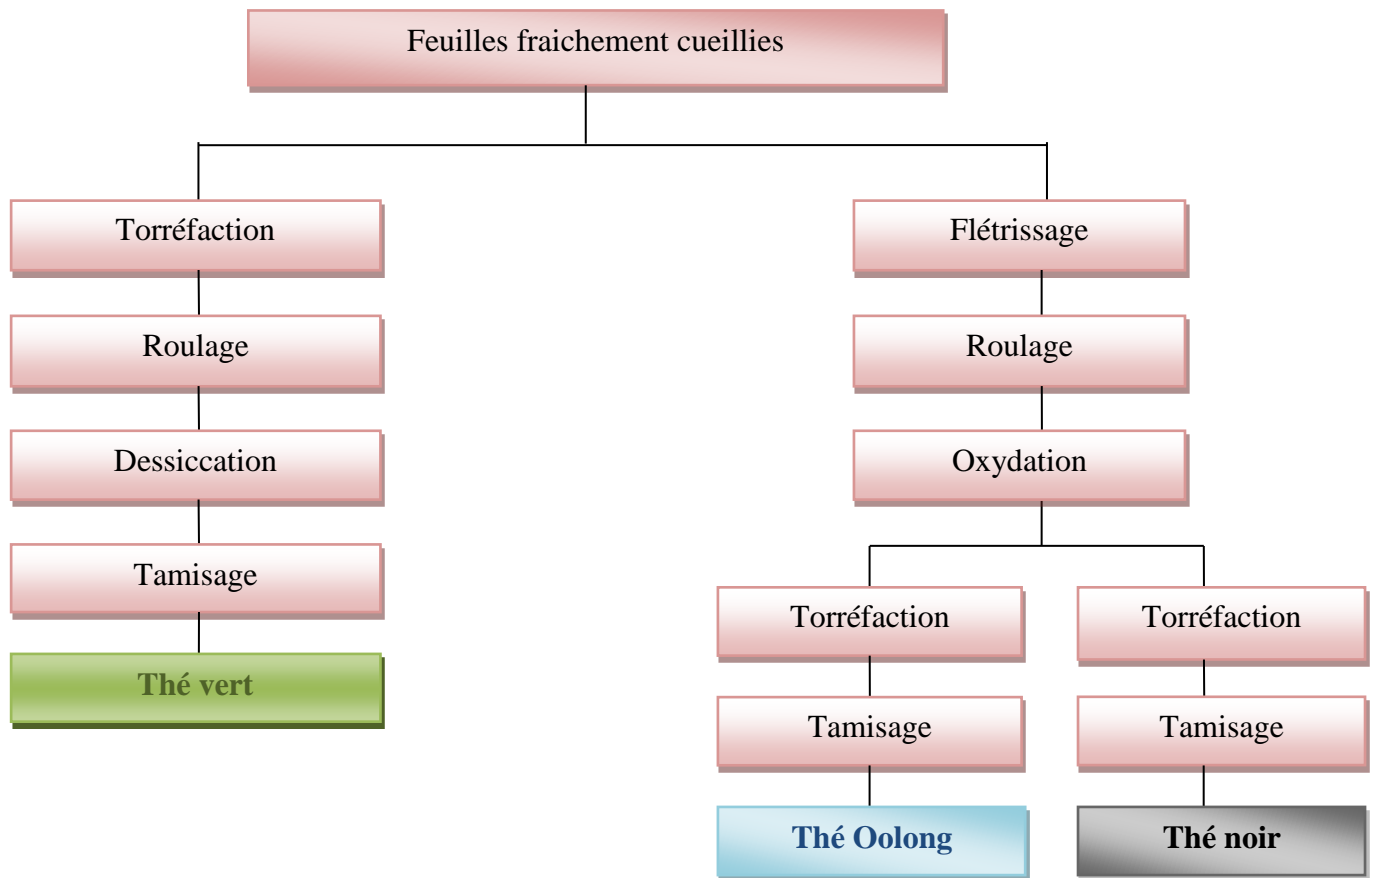 Feuilles fraichement cueillies
Torréfaction
Roulage
Dessiccation
Tamisage
Thé vert
Flétrissage
Roulage
Oxydation
Torréfaction
Tamisage
Thé Oolong
Torréfaction
Tamisage
Thé noir